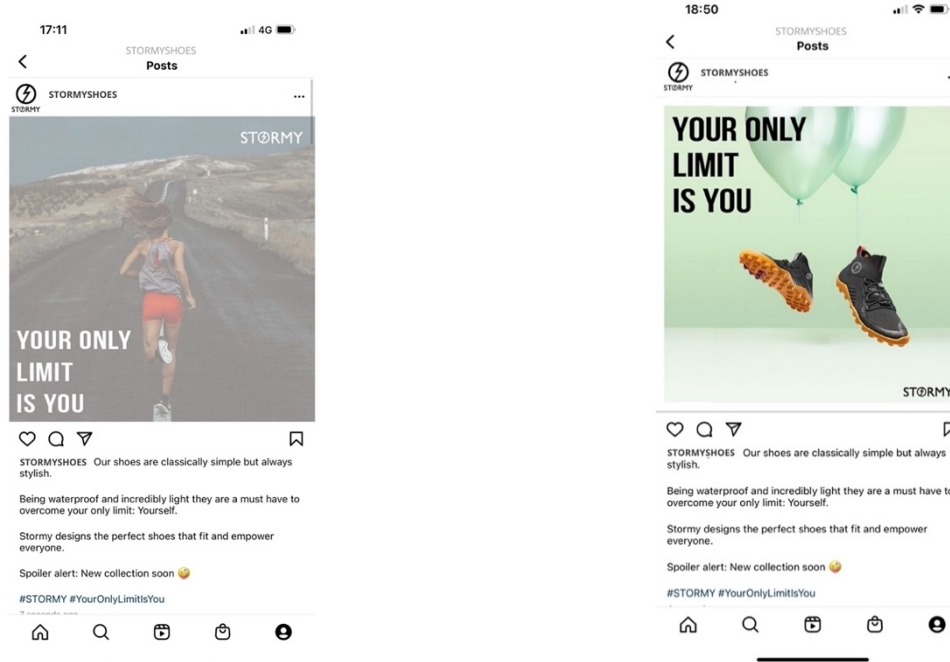 17:11
4G
STORMYSHOES
Posts
STORMY
STORMYSHOES
STORMY
YOUR ONLY
LIMIT
IS YOU
STORMYSHOES Our shoes are classically simple but always
stylish.
Being waterproof and incredibly light they are a must have to
overcome your only limit: Yourself.
Stormy designs the perfect shoes that fit and empower
everyone.
Spoiler alert: New collection soon 🤪
#STORMY #YourOnlyLimitIsYou
18:50
STORMYSHOES
Posts
STORMY
STORMYSHOES
YOUR ONLY
LIMIT
IS YOU
STORMY
STORMYSHOES Our shoes are classically simple but always
stylish.
Being waterproof and incredibly light they are a must have to
overcome your only limit: Yourself.
Stormy designs the perfect shoes that fit and empower
everyone.
Spoiler alert: New collection soon 🤪
#STORMY #YourOnlyLimitIsYou